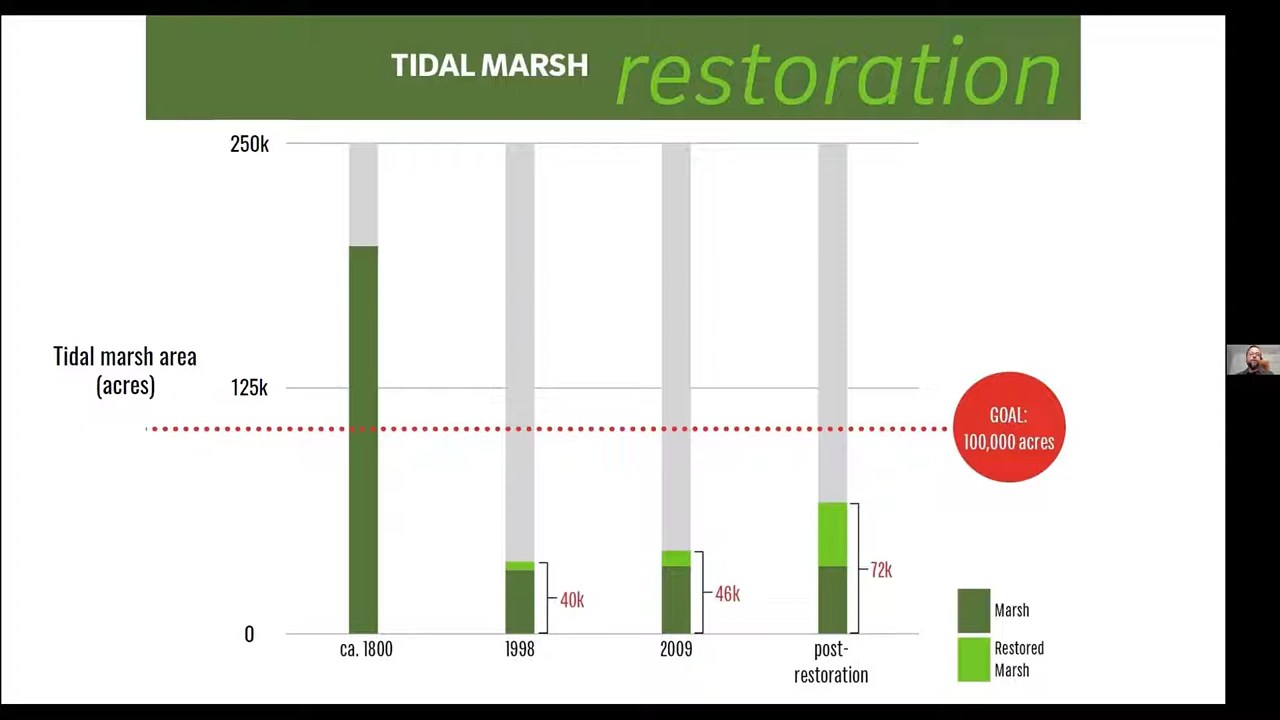 TIDAL MARSH restoration
250k
Tidal marsh area
(acres)
125k
GOAL:
100,000 acres
40k
46k
72k
0
ca. 1800
1998
2009
post-
restoration
Marsh
Restored
Marsh